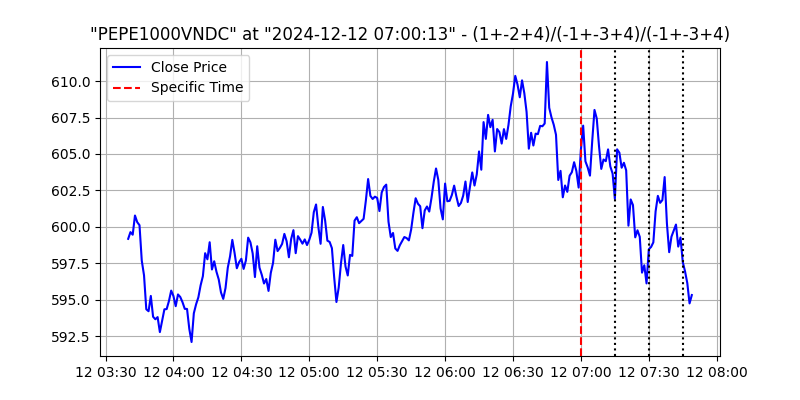 "PEPE1000VNDC" at "2024-12-12 07:00:13" - (1+-2+4)/(-1+-3+4)/(-1+-3+4)
Close Price
Specific Time
610.0
607.5
605.0
602.5
600.0
597.5
595.0
592.5
12 03:30 12 04:00 12 04:30 12 05:00 12 05:30 12 06:00 12 06:30 12 07:00 12 07:30 12 08:00